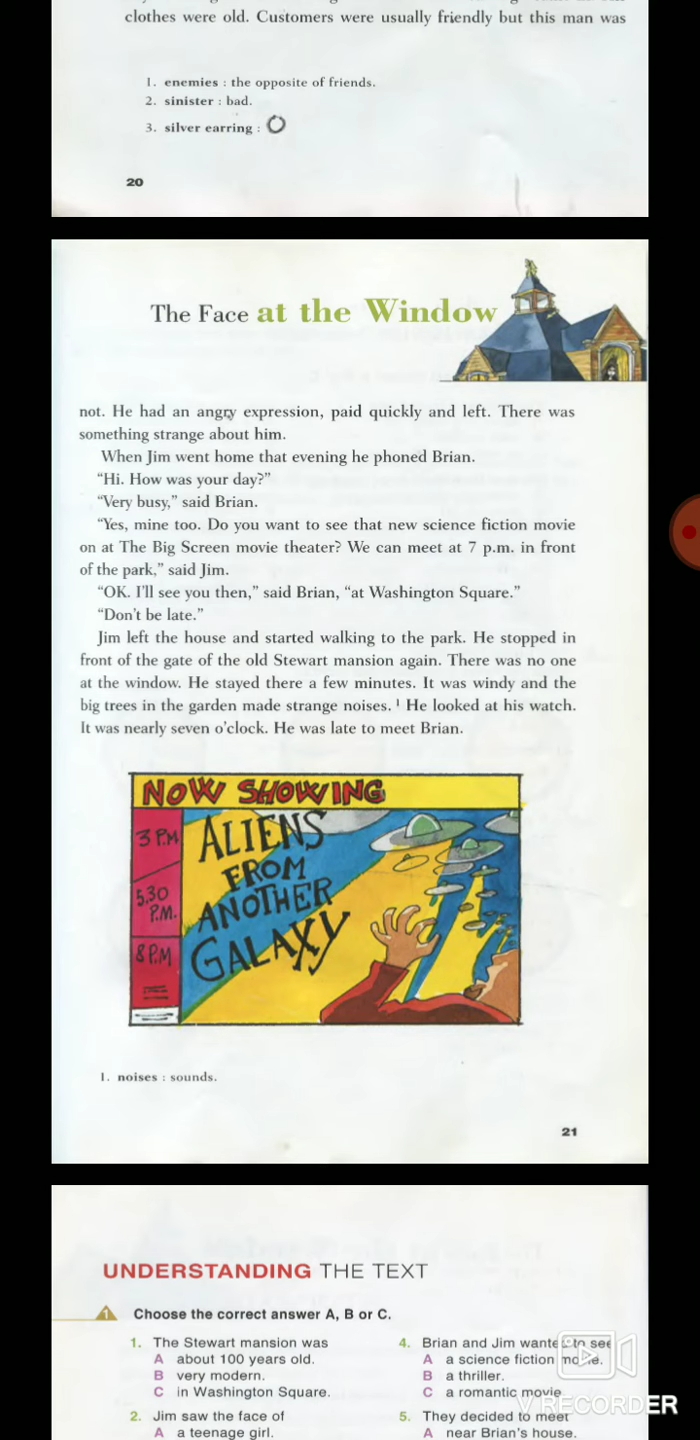 clothes were old. Customers were usually friendly but this man was
1. enemies : the opposite of friends.
2. sinister : bad.
3. silver earring :
20
The Face at the Window
not. He had an angry expression, paid quickly and left. There was
something strange about him.
When Jim went home that evening he phoned Brian.
"Hi. How was your day?"
"Very busy," said Brian.
"Yes, mine too. Do you want to see that new science fiction movie
on at The Big Screen movie theater? We can meet at 7 p.m. in front
of the park," said Jim.
"OK. I'll see you then," said Brian, "at Washington Square."
"Don't be late."
Jim left the house and started walking to the park. He stopped in
front of the gate of the old Stewart mansion again. There was no one
at the window. He stayed there a few minutes. It was windy and the
big trees in the garden made strange noises. 1 He looked at his watch.
It was nearly seven o'clock. He was late to meet Brian.
NOW SHOWING
3 P.M
5.30
P.M.
8 P.M
ALIENS
FROM
ANOTHER
GALAXY
1. noises : sounds.
21
UNDERSTANDING THE TEXT
1 Choose the correct answer A, B or C.
1. The Stewart mansion was
A about 100 years old.
B very modern.
C in Washington Square.
2. Jim saw the face of
A a teenage girl.
4. Brian and Jim wanted to see
A a science fiction movie.
B a thriller.
C a romantic movie
5. They decided to meet
A near Brian's house.
V RECORDER